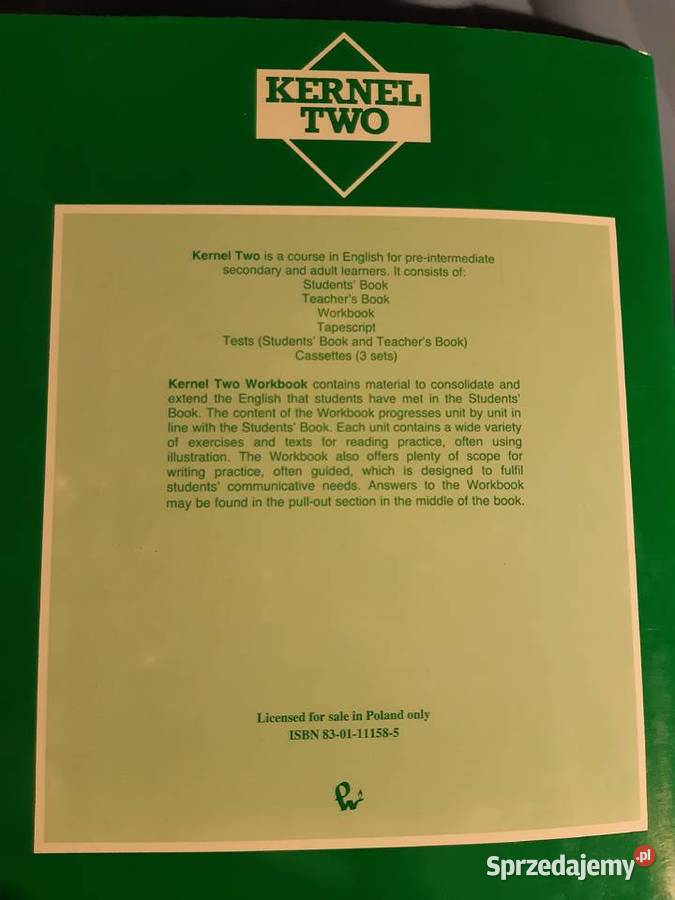 KERNEL
TWO
Kernel Two is a course in English for pre-intermediate
secondary and adult learners. It consists of:
Students' Book
Teacher's Book
Workbook
Tapescript
Tests (Students' Book and Teacher's Book)
Cassettes (3 sets)
Kernel Two Workbook contains material to consolidate and
extend the English that students have met in the Students'
Book. The content of the Workbook progresses unit by unit in
line with the Students' Book. Each unit contains a wide variety
of exercises and texts for reading practice, often using
illustration. The Workbook also offers plenty of scope for
writing practice, often guided, which is designed to fulfil
students' communicative needs. Answers to the Workbook
may be found in the pull-out section in the middle of the book.
Licensed for sale in Poland only
ISBN 83-01-11158-5
Sprzedajemy.pl